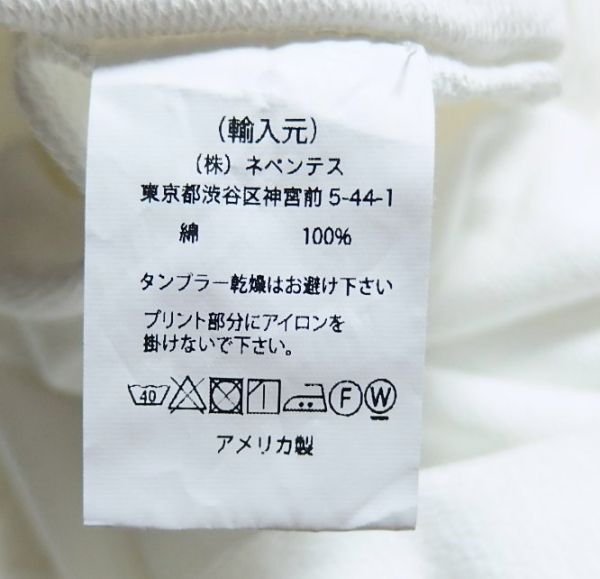 (輸入元)
(株) ネペンテス
東京都渋谷区神宮前 5-44-1
綿 100%
タンブラー乾燥はお避け下さい
プリント部分にアイロンを
掛けないで下さい。
40 F W
アメリカ製